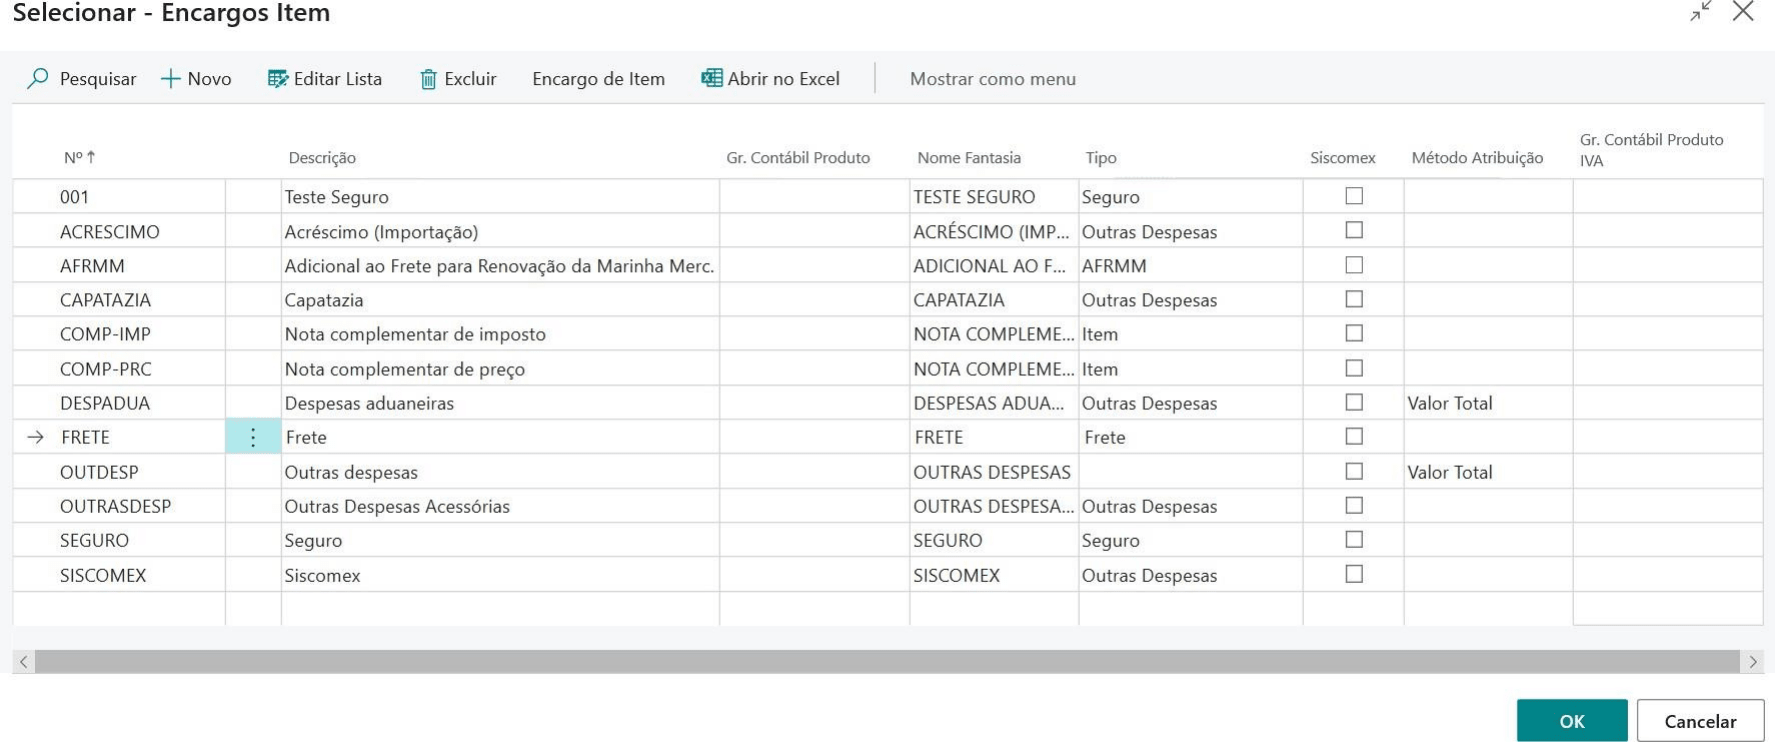 Selecionar - Encargos Item
Pesquisar Novo Editar Lista Excluir Encargo de Item Abrir no Excel Mostrar como menu
Nº ↑ Descrição Gr. Contábil Produto Nome Fantasia Tipo Siscomex Método Atribuição Gr. Contábil Produto IVA
001 Teste Seguro TESTE SEGURO Seguro
ACRESCIMO Acréscimo (Importação) ACRÉSCIMO (IMP... Outras Despesas
AFRMM Adicional ao Frete para Renovação da Marinha Merc. ADICIONAL AO F... AFRMM
CAPATAZIA Capatazia CAPATAZIA Outras Despesas
COMP-IMP Nota complementar de imposto NOTA COMPLEME... Item
COMP-PRC Nota complementar de preço NOTA COMPLEME... Item
DESPADUA Despesas aduaneiras DESPESAS ADUA... Outras Despesas Valor Total
→ FRETE Frete FRETE Frete
OUTDESP Outras despesas OUTRAS DESPESAS Valor Total
OUTRASDESP Outras Despesas Acessórias OUTRAS DESPESA... Outras Despesas
SEGURO Seguro SEGURO Seguro
SISCOMEX Siscomex SISCOMEX Outras Despesas
OK Cancelar